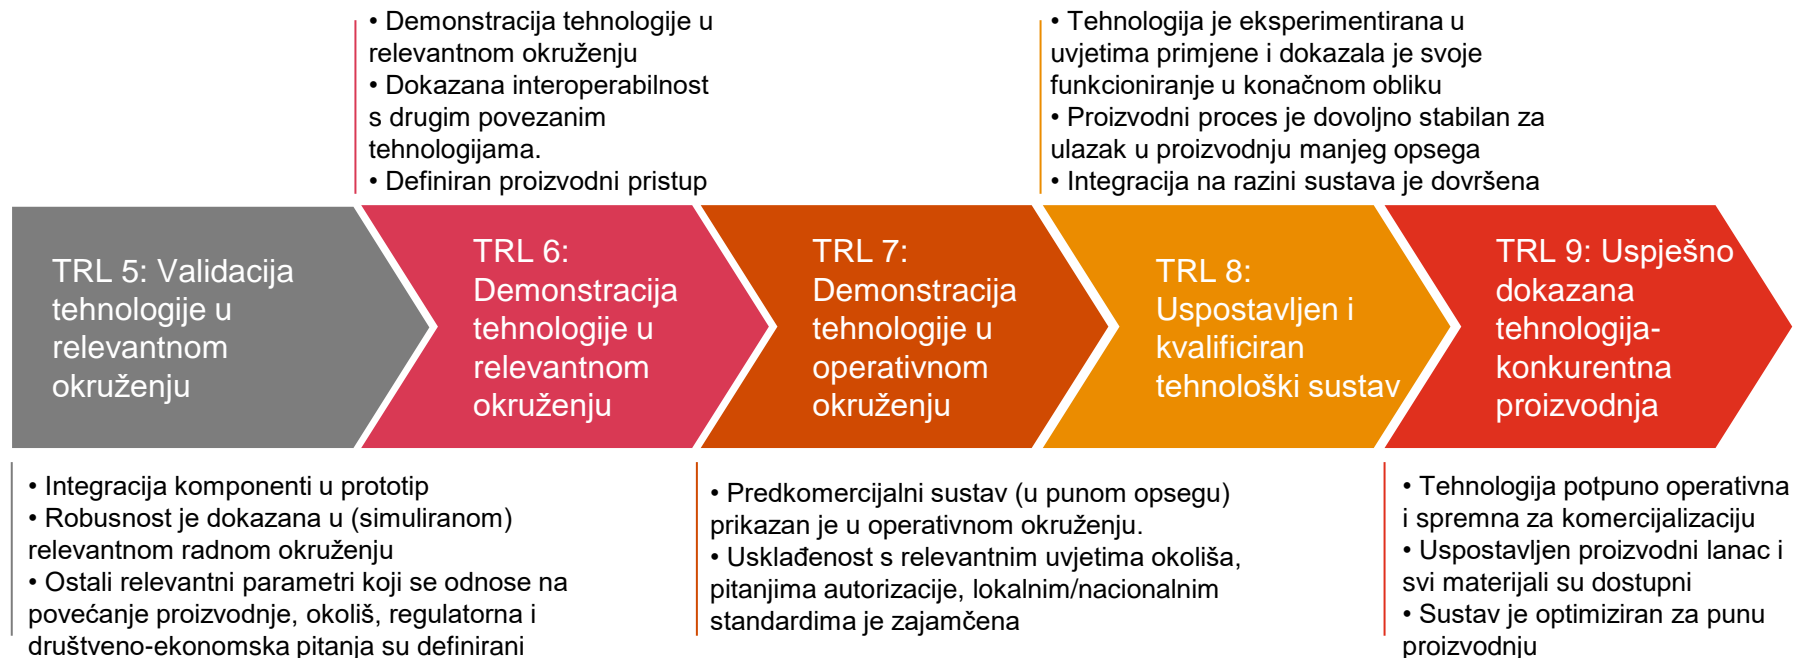 • Demonstracija tehnologije u
relevantnom okruženju
• Dokazana interoperabilnost
s drugim povezanim
tehnologijama.
• Definiran proizvodni pristup
• Tehnologija je eksperimentirana u
uvjetima primjene i dokazala je svoje
funkcioniranje u konačnom obliku
• Proizvodni proces je dovoljno stabilan za
ulazak u proizvodnju manjeg opsega
• Integracija na razini sustava je dovršena
TRL 5: Validacija
tehnologije u
relevantnom
okruženju
TRL 6:
Demonstracija
tehnologije u
relevantnom
okruženju
TRL 7:
Demonstracija
tehnologije u
operativnom
okruženju
TRL 8:
Uspostavljen i
kvalificiran
tehnološki sustav
TRL 9: Uspješno
dokazana
tehnologija-
konkurentna
proizvodnja
• Integracija komponenti u prototip
• Robusnost je dokazana u (simuliranom)
relevantnom radnom okruženju
• Ostali relevantni parametri koji se odnose na
povećanje proizvodnje, okoliš, regulatorna i
društveno-ekonomska pitanja su definirani
• Predkomercijalni sustav (u punom opsegu)
prikazan je u operativnom okruženju.
• Usklađenost s relevantnim uvjetima okoliša,
pitanjima autorizacije, lokalnim/nacionalnim
standardima je zajamčena
• Tehnologija potpuno operativna
i spremna za komercijalizaciju
• Uspostavljen proizvodni lanac i
svi materijali su dostupni
• Sustav je optimiziran za punu
proizvodnju